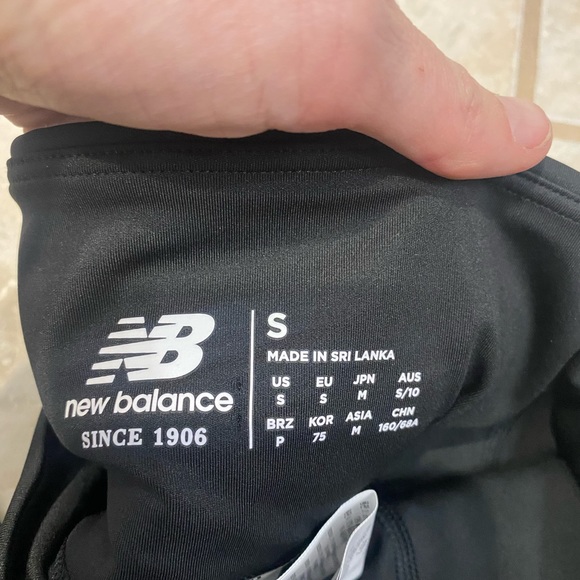 NB
new balance
SINCE 1906
S
MADE IN SRI LANKA
US EU JPN AUS
S S M S/10
BRZ KOR ASIA CHN
P 75 M 160/68A